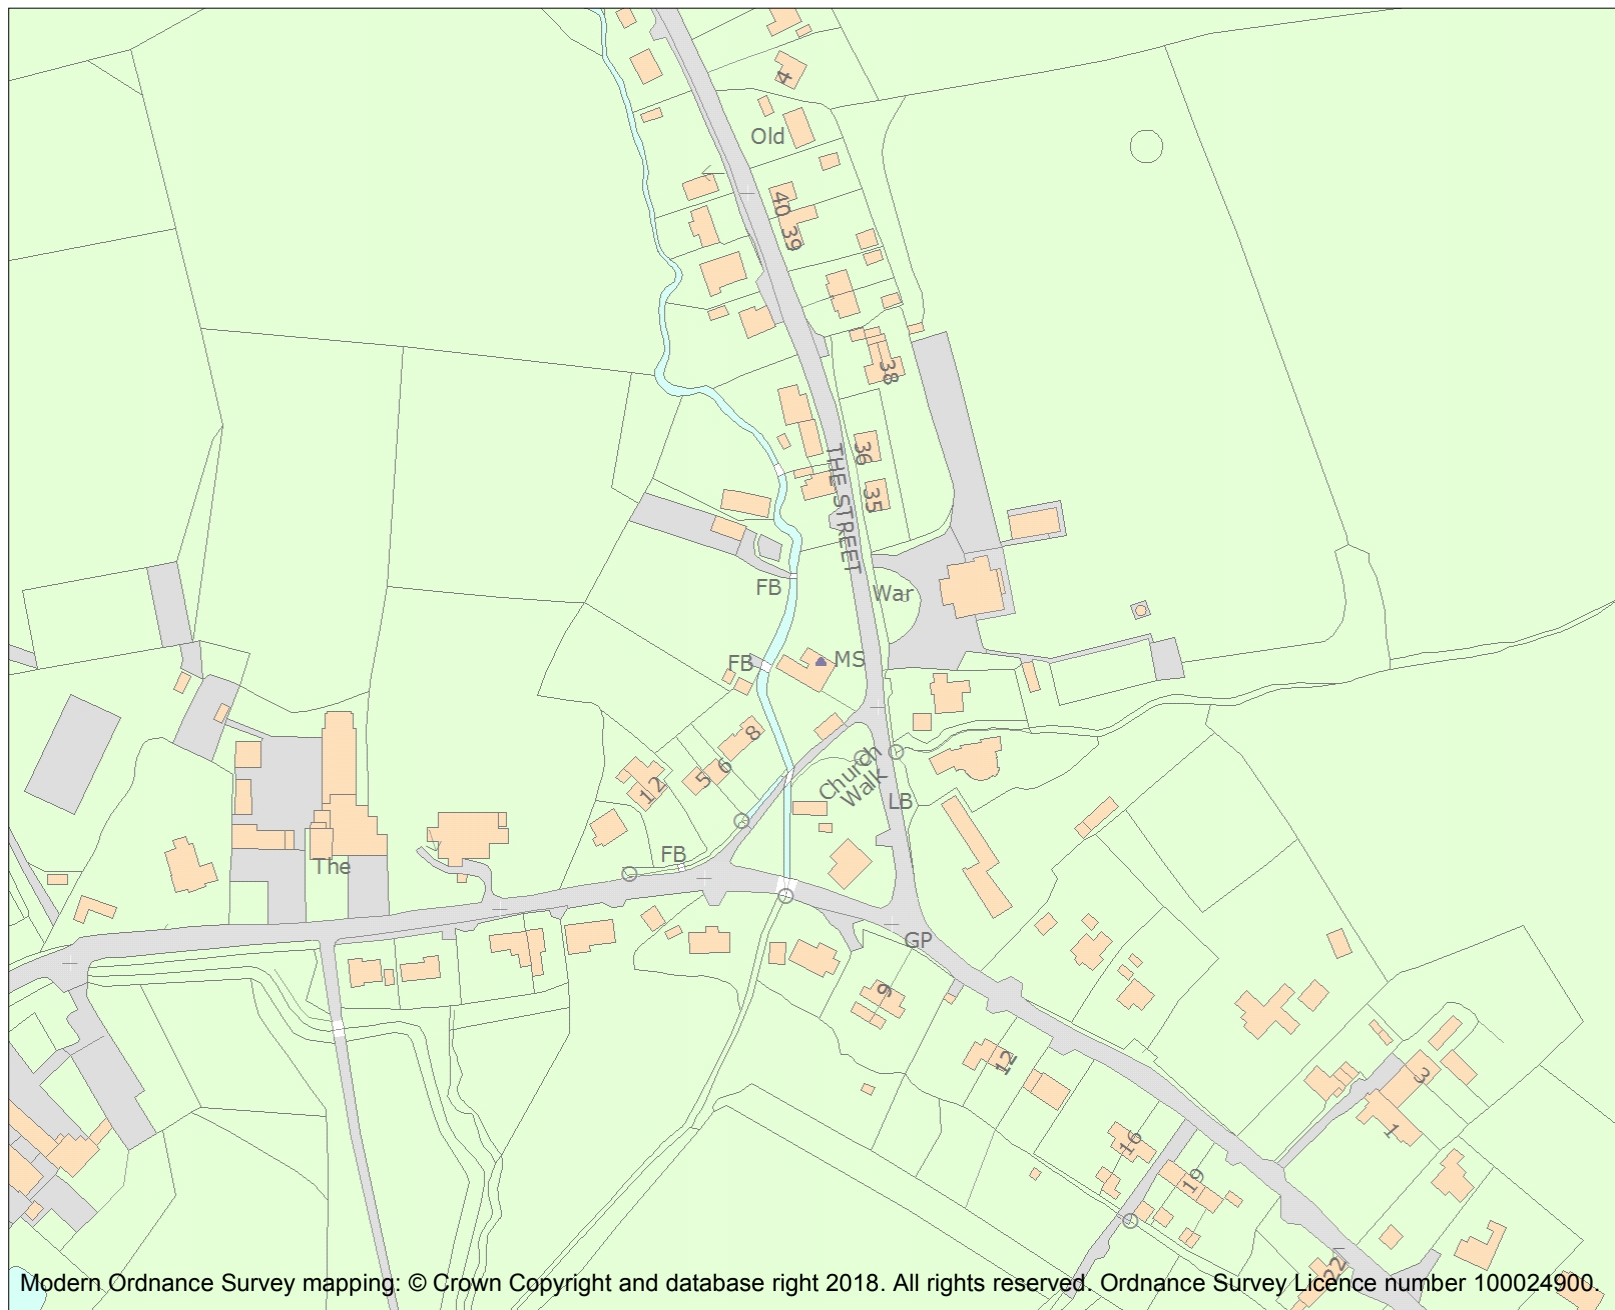 4
Old
40
39
38
36
35
THE STREET
FB
War
FB
MS
8
6
5
12
Church
Walk
LB
FB
The
GP
9
12
3
1
16
19
22
Modern Ordnance Survey mapping: © Crown Copyright and database right 2018. All rights reserved. Ordnance Survey Licence number 100024900.